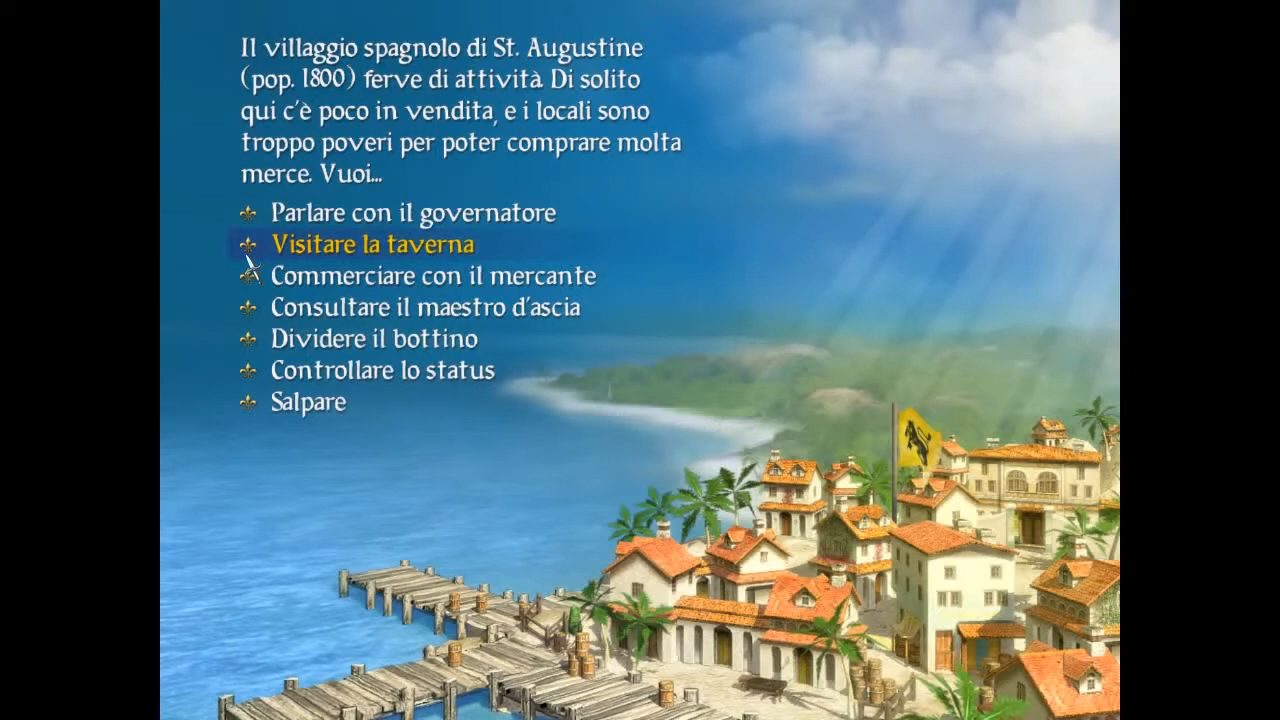 Il villaggio spagnolo di St. Augustine
(pop. 1800) ferve di attività. Di solito
qui c'è poco in vendita, e i locali sono
troppo poveri per poter comprare molta
merce. Vuoi...
Parlare con il governatore
Visitare la taverna
Commerciare con il mercante
Consultare il maestro d'ascia
Dividere il bottino
Controllare lo status
Salpare